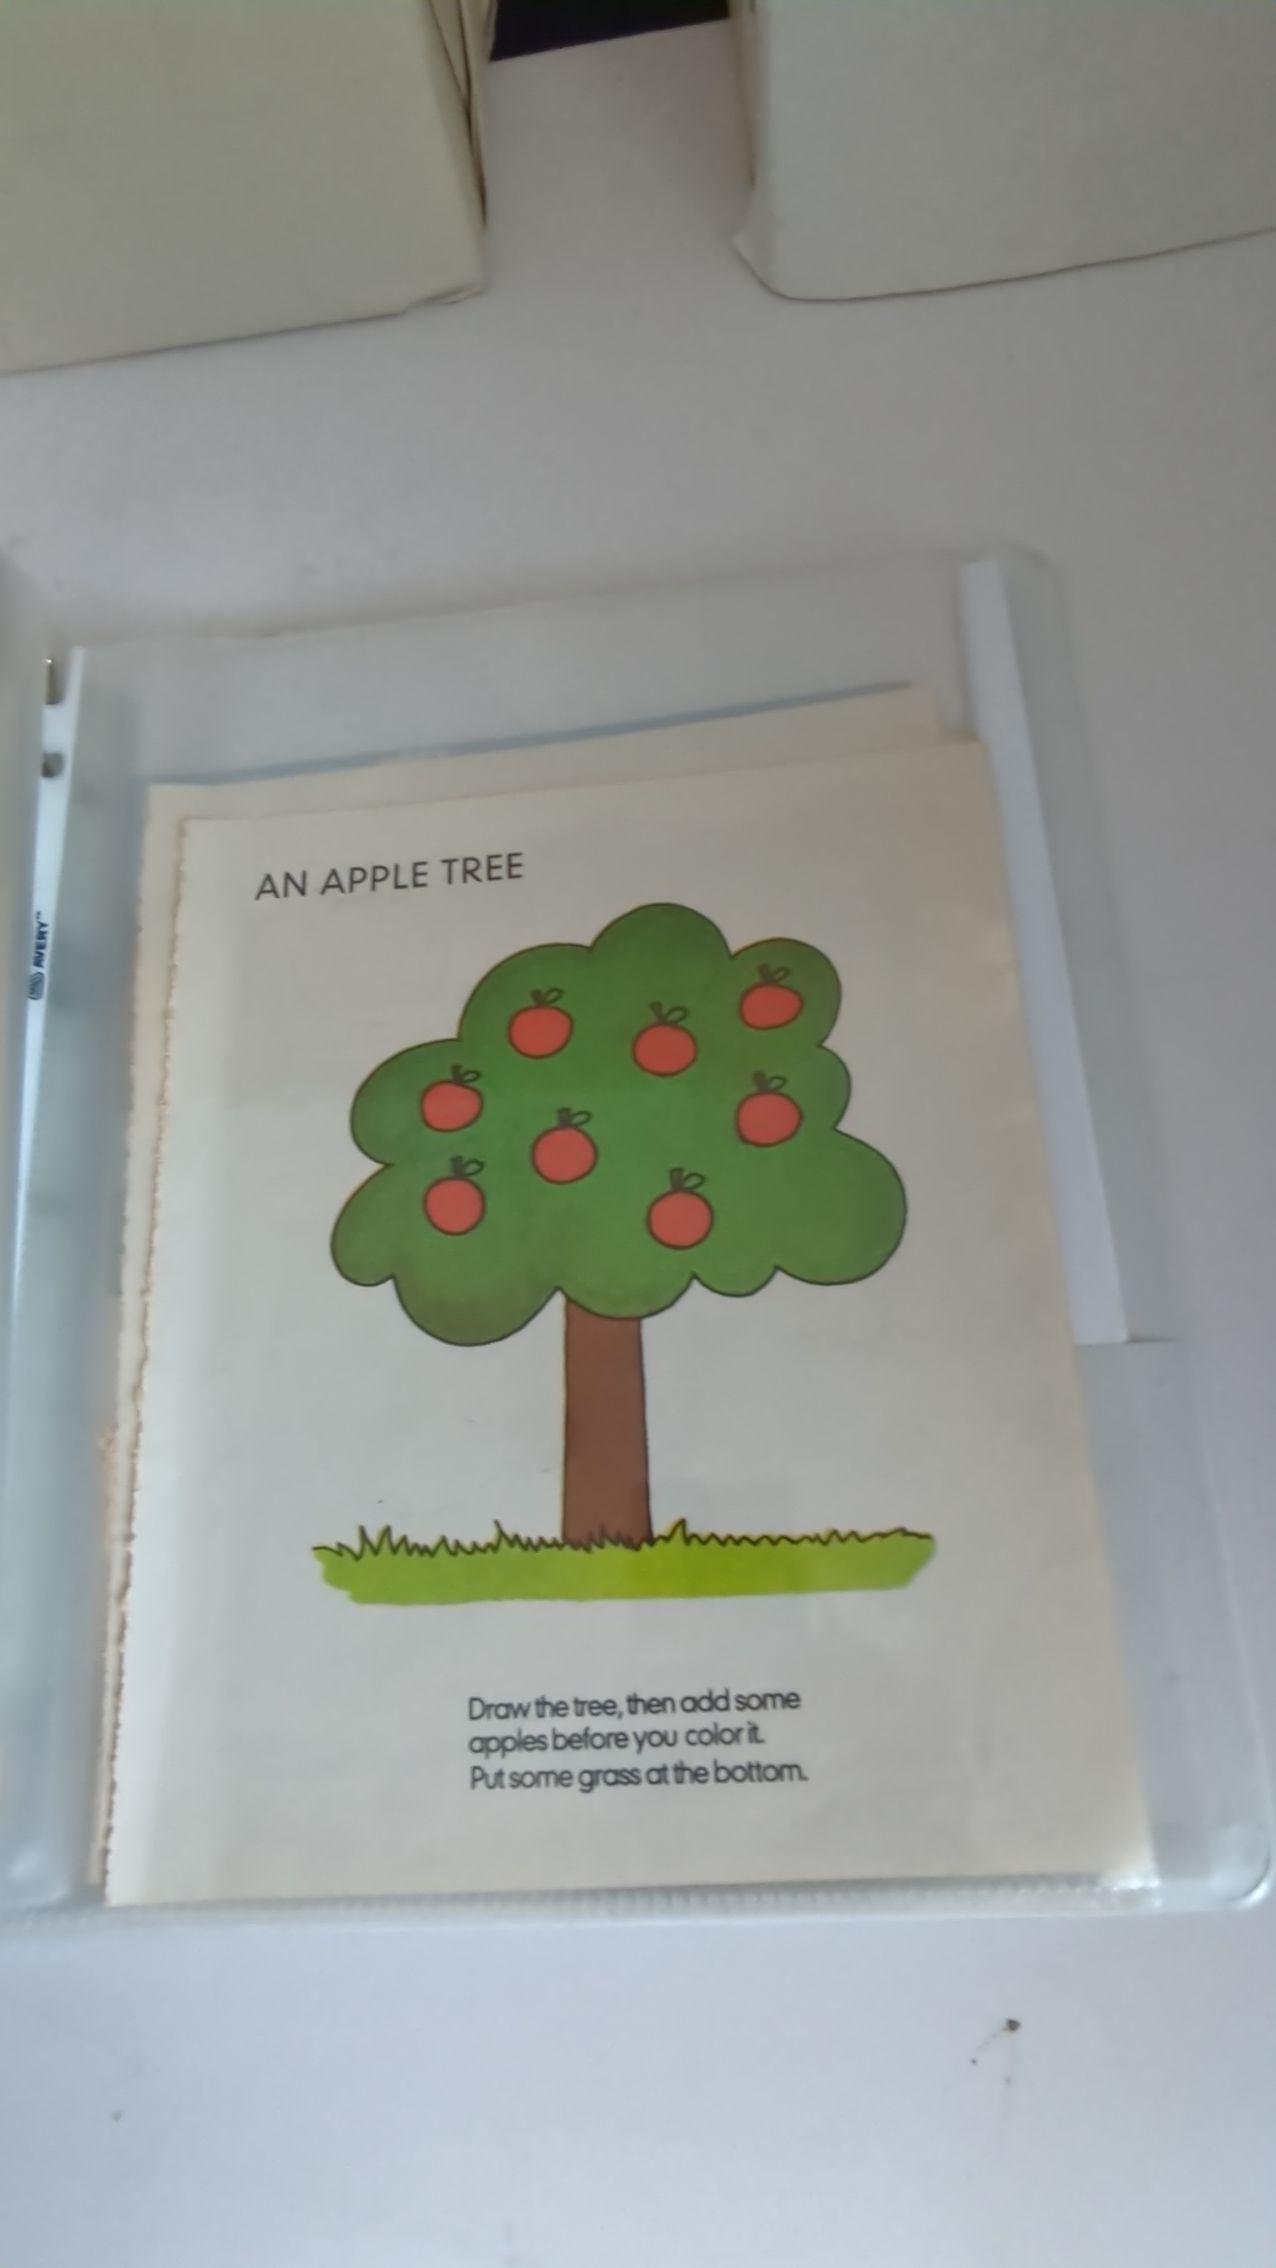 AN APPLE TREE
AVERY™
Draw the tree, then add some
apples before you color it.
Put some grass at the bottom.